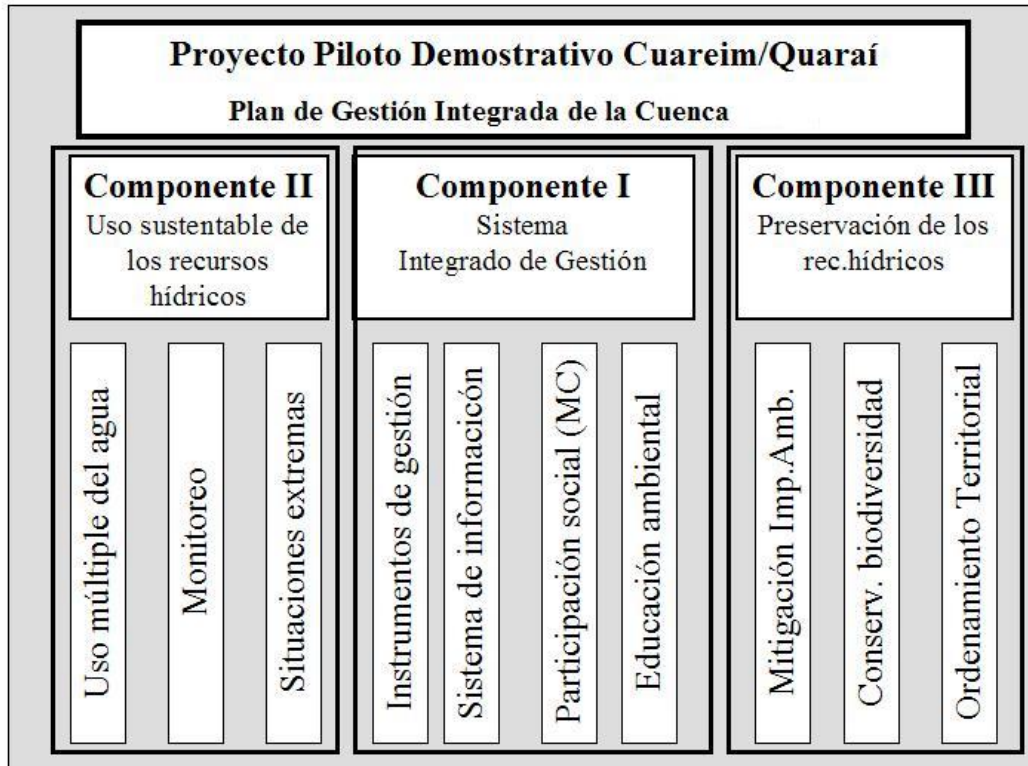 Proyecto Piloto Demostrativo Cuareim/Quaraí
Plan de Gestión Integrada de la Cuenca
Componente II
Uso sustentable de
los recursos
hídricos
Uso múltiple del agua
Monitoreo
Situaciones extremas
Componente I
Sistema
Integrado de Gestión
Instrumentos de gestión
Sistema de informacicón
Participación social (MC)
Educación ambiental
Componente III
Preservación de los
rec.hídricos
Mitigación Imp.Amb.
Conserv. biodiversidad
Ordenamiento Territorial